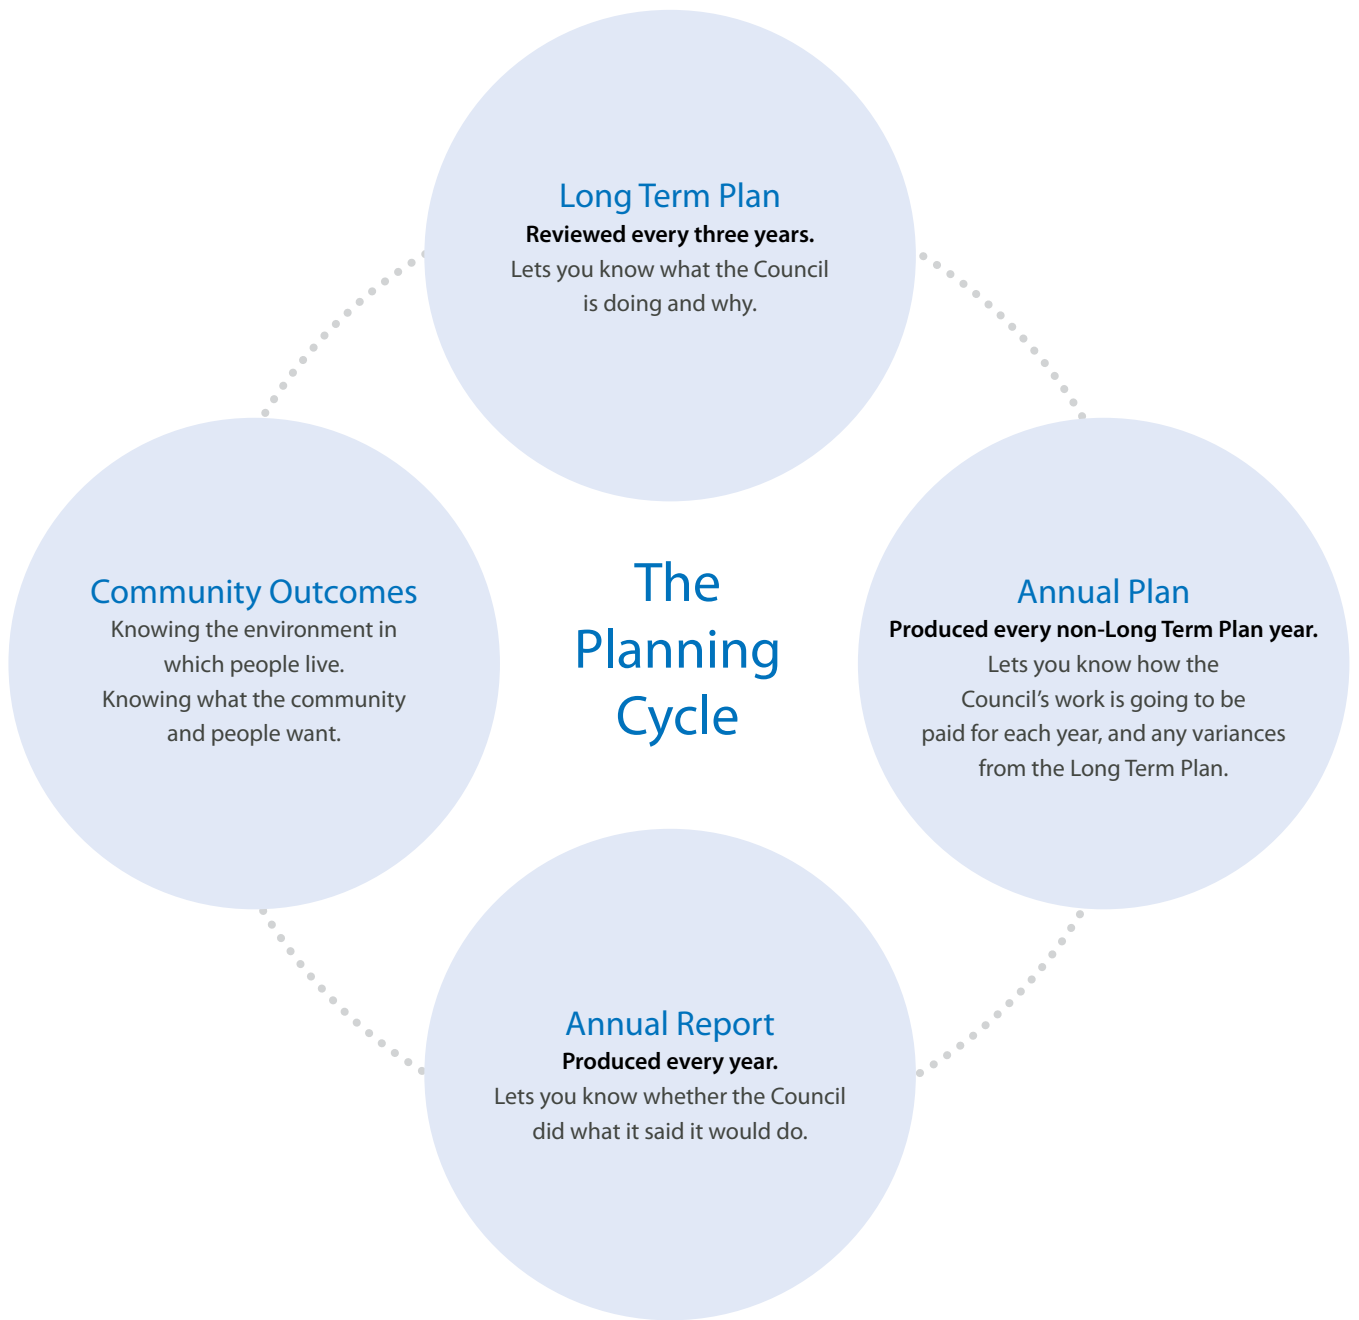 Long Term Plan
Reviewed every three years.
Lets you know what the Council
is doing and why.
Community Outcomes
Knowing the environment in
which people live.
Knowing what the community
and people want.
The
Planning
Cycle
Annual Plan
Produced every non-Long Term Plan year.
Lets you know how the
Council’s work is going to be
paid for each year, and any variances
from the Long Term Plan.
Annual Report
Produced every year.
Lets you know whether the Council
did what it said it would do.